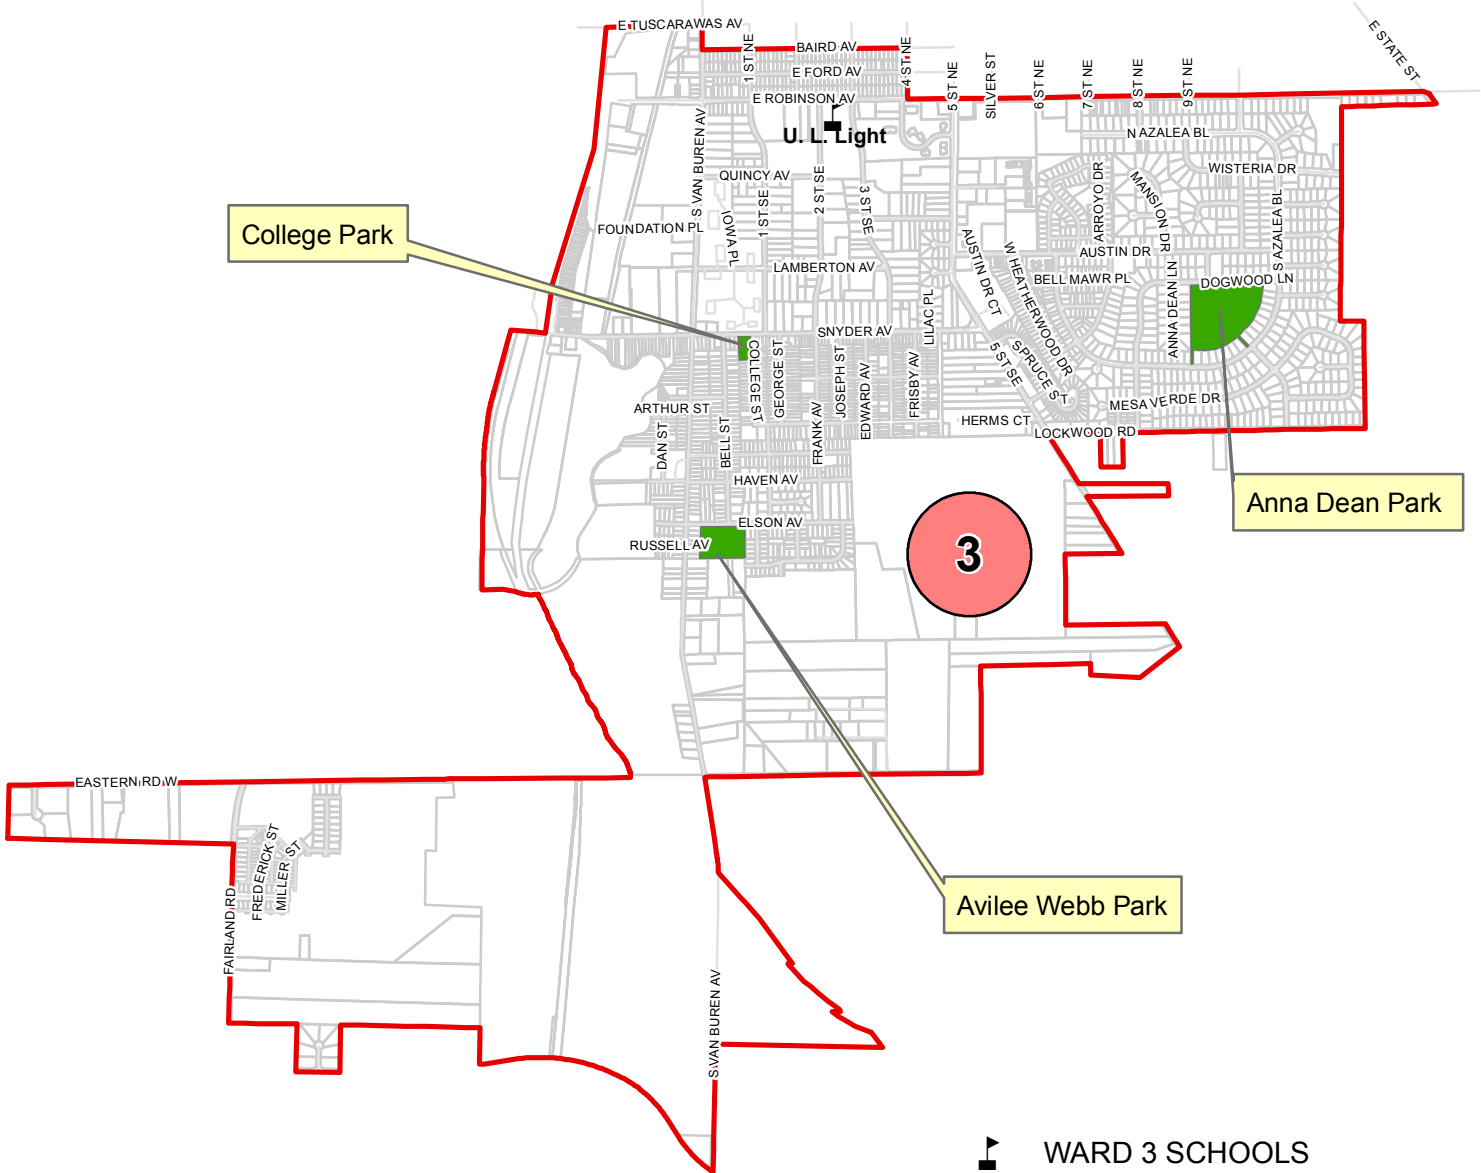 E TUSCARAWAS AV
E STATE ST
BAIRD AV
1 ST NE
4 ST NE
E FORD AV
E ROBINSON AV
5 ST NE
SILVER ST
6 ST NE
7 ST NE
8 ST NE
9 ST NE
U. L. Light
N AZALEA BL
S VAN BUREN AV
QUINCY AV
WISTERIA DR
2 ST SE
3 ST SE
1 ST SE
IOWA PL
ARROYO DR
MANSION DR
S AZALEA BL
College Park
FOUNDATION PL
AUSTIN DR
LAMBERTON AV
AUSTIN DR CT
W HEATHERWOOD DR
BELL MAWR PL
DOGWOOD LN
ANNA DEAN LN
LILAC PL
SNYDER AV
COLLEGE ST
GEORGE ST
JOSEPH ST
EDWARD AV
FRISBY AV
5 ST SE
SPRUCE ST
MESA VERDE DR
ARTHUR ST
HERMS CT
LOCKWOOD RD
DAN ST
BELL ST
FRANK AV
HAVEN AV
Anna Dean Park
ELSON AV
RUSSELL AV
3
EASTERN RD W
FREDERICK ST
MILLER ST
FAIRLAND RD
Avilee Webb Park
S VAN BUREN AV
WARD 3 SCHOOLS